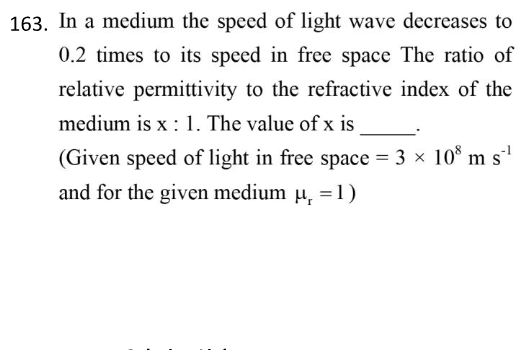 163. In a medium the speed of light wave decreases to
0.2 times to its speed in free space The ratio of
relative permittivity to the refractive index of the
medium is x : 1. The value of x is ______.
(Given speed of light in free space = 3 × 10⁸ m s⁻¹
and for the given medium μᵣ = 1)